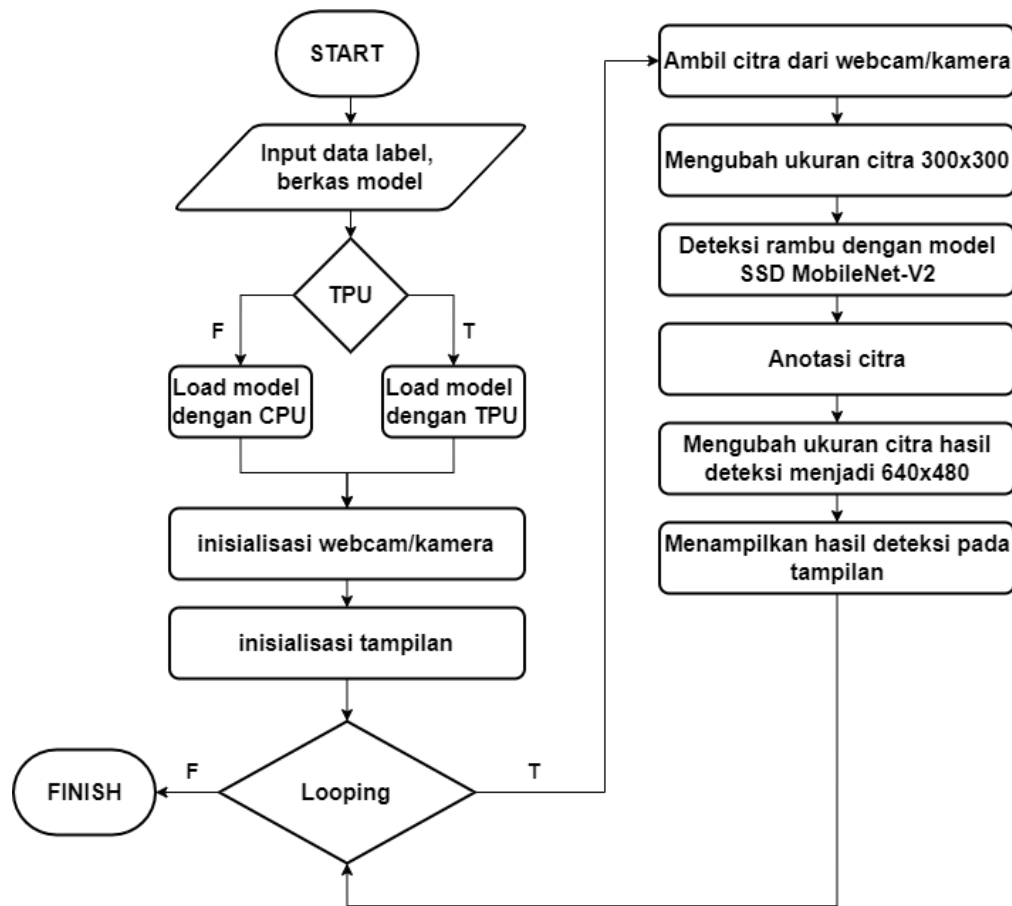 START
Input data label,
berkas model
TPU
F
T
Load model
dengan CPU
Load model
dengan TPU
inisialisasi webcam/kamera
inisialisasi tampilan
Looping
F
T
FINISH
Ambil citra dari webcam/kamera
Mengubah ukuran citra 300x300
Deteksi rambu dengan model
SSD MobileNet-V2
Anotasi citra
Mengubah ukuran citra hasil
deteksi menjadi 640x480
Menampilkan hasil deteksi pada
tampilan